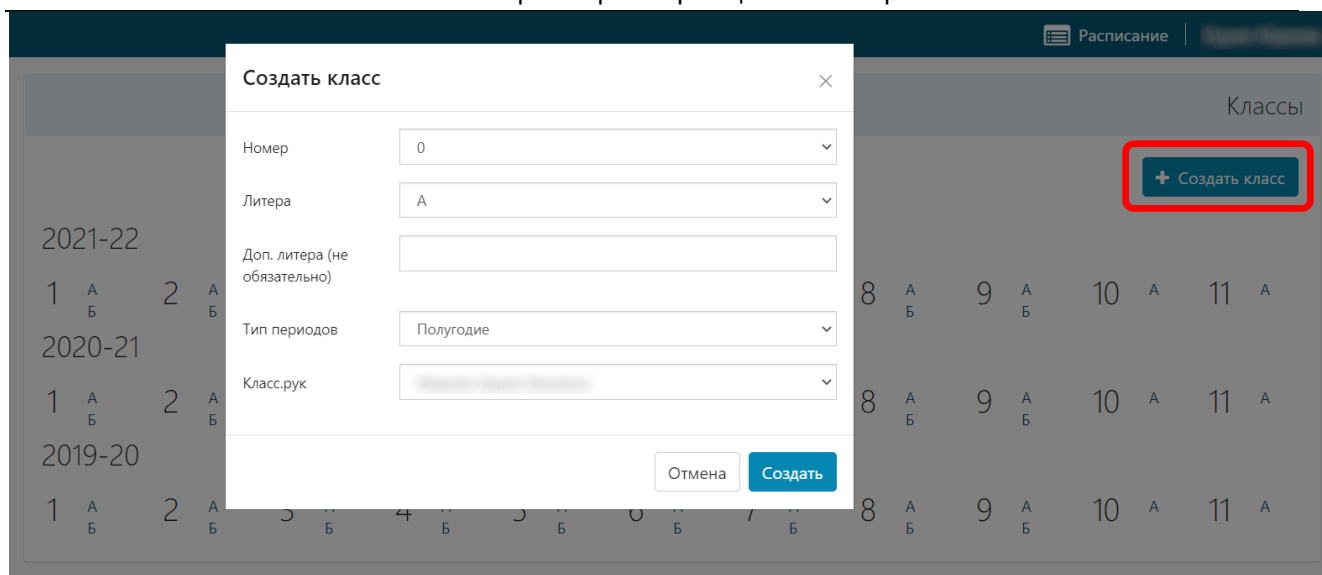 Расписание
Создать класс
Классы
Номер 0
+ Создать класс
Литера А
2021-22
Доп. литера (не
обязательно)
1 А 2 А 8 А 9 А 10 А 11 А
Б Б Б Б
Тип периодов Полугодие
2020-21
Класс.рук
1 А 2 А 8 А 9 А 10 А 11 А
Б Б Б Б
2019-20
Отмена Создать
1 А 2 А 8 А 9 А 10 А 11 А
Б Б Б Б Б Б Б Б Б